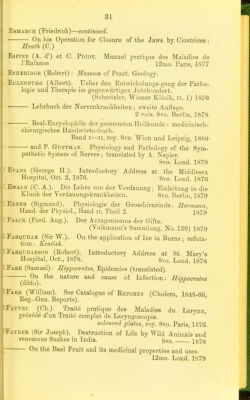 31
ESMARCH (Friedrich)—continued.
—— On his Operation for Closure of the Jaws by Cicatrices:
Heath (C.)
ESPINE (A. d') et C. PICOT. Manuel pratique des Maladies de
l'Enfance 12mo. Paris, 1877
ETHERIDGE (Robert): Museum of Pract. Geology.
EULENBURG (Albert). Ueber den Entwickelungs-gang der Patho-
logie und Therapie im gegenwärtigen Jahrhundert.
(Schnitzler, Wiener Klinik, IV, 1) 1876
—— Lehrbuch der Nervenkrankheiten; zweite Auflage.
2 vols. 8vo. Berlin, 1878
—— Real-Encyclopädie der gesammten Heilkunde: medicinisch-
chirurgisches Handwörterbuch.
roy. 8vo. Wien und Leipzig, 1880
—— and P. GUTTMAN. Physiology and Pathology of the Sym-
pathetic System of Nerves; translated by A. Napier.
8vo. Lond. 1879
EVANS (George H.). Introductory Address at the Middlesex
Hospital, Oct. 2, 1876. 8vo. Lond. 1876
EWALD (C. A.). Die Lehre von der Verdauung; Einleitung in die
Klinik der Verdauungskrankheiten. 8vo. Berlin, 1879
EXNER (Sigmund). Physiologie der Grosshirnrinde: Hermann,
Hand. der Physiol., Band II, Theil 2. 1879
FALCK (Ferd. Aug.). Der Antagonismus der Gifte.
(Volkmann's Sammlung, No. 159) 1879
FARQUHAR (Sir W.). On the application of Ice in Burns; refuta-
tion: Kentish.
FARQUHARSON (Robert). Introductory Address at St. Mary's
Hospital, Oct., 1878. 8vo. Lond. 1878
FARR (Samuel): Hippocrates, Epidemics (translated).
—— On the nature and cause of Infection: Hippocrates
(ditto).
FARR (William). See Catalogue of REPORTS (Cholera, 1848-66,
Reg.-Gen. Reports).
FAUVEL (Ch.). Traité pratique des Maladies du Larynx,
précédé d'un Traité complet de Laryngoscopie.
coloured plates, roy. 8vo. Paris, 1876
FAYRER (Sir Joseph). Destruction of Life by Wild Animals and
venomous Snakes in India. 8vo. —— 1878
—— On the Bael Fruit and its medicinal properties and uses.
12mo. Lond. 1878